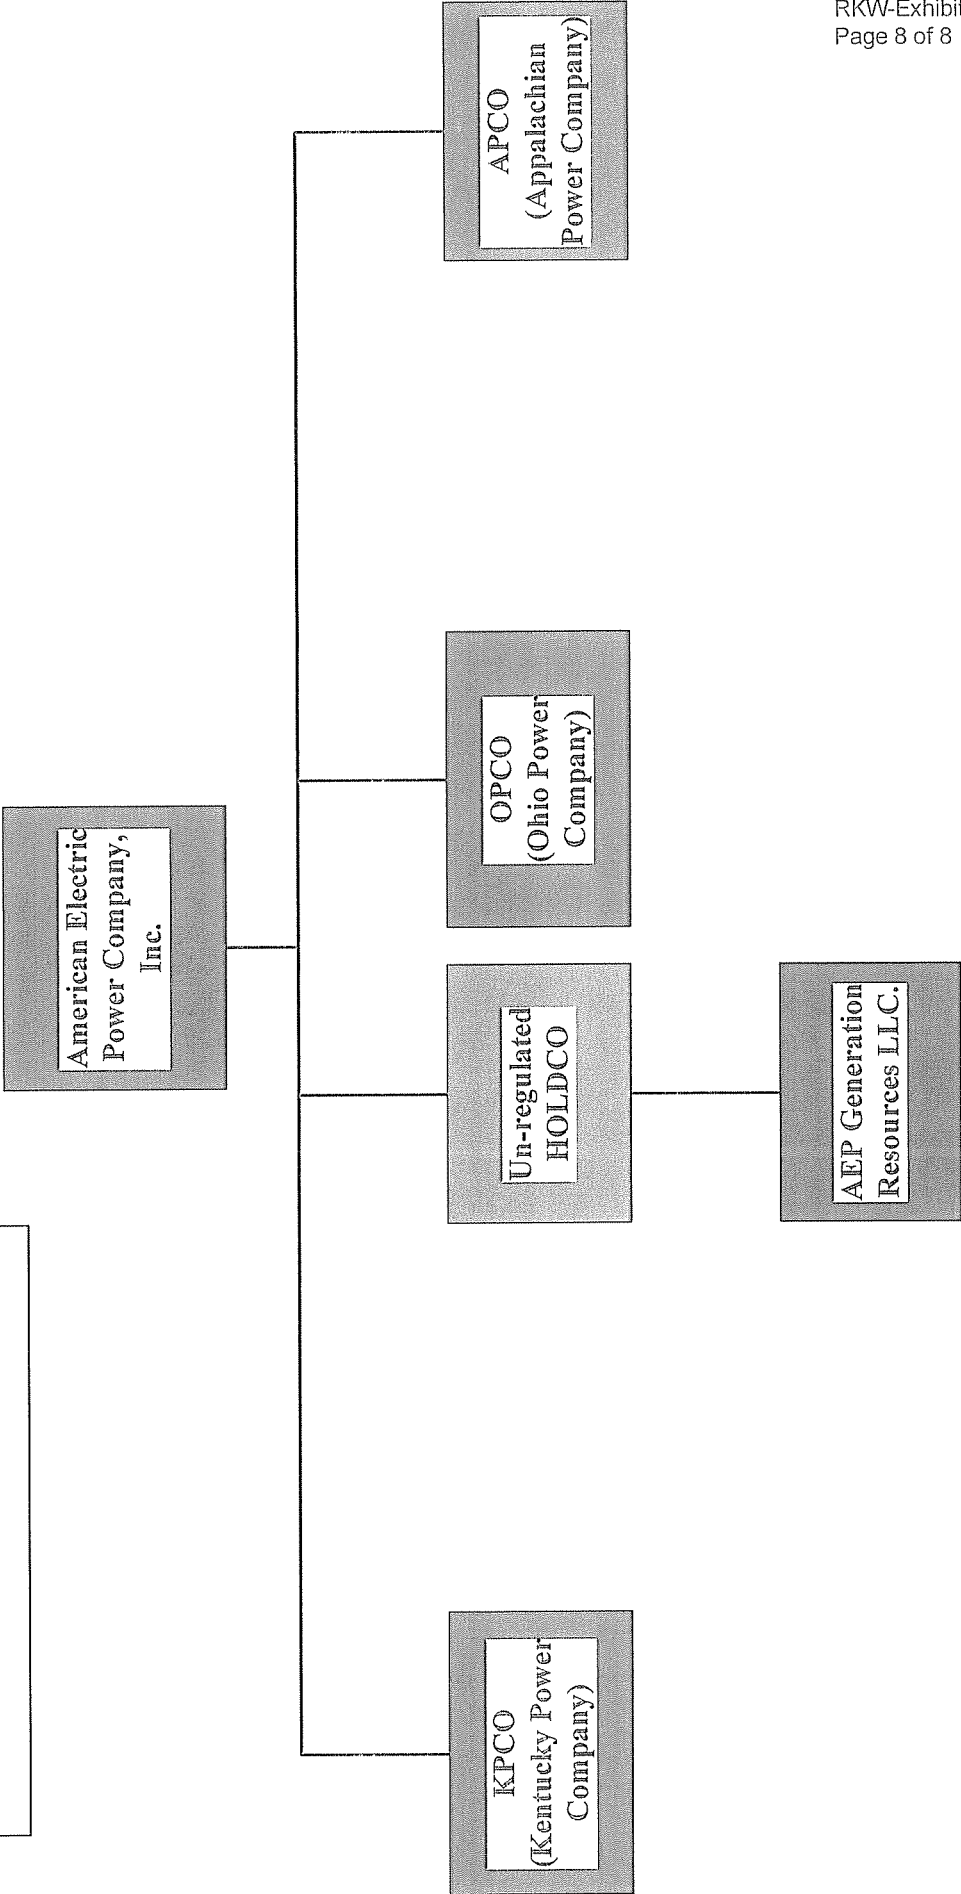 RKW-Exhibit
Page 8 of 8
American Electric
Power Company,
Inc.
KPCO
(Kentucky Power
Company)
Un-regulated
HOLDCO
OPCO
(Ohio Power
Company)
APCO
(Appalachian
Power Company)
AEP Generation
Resources LLC.